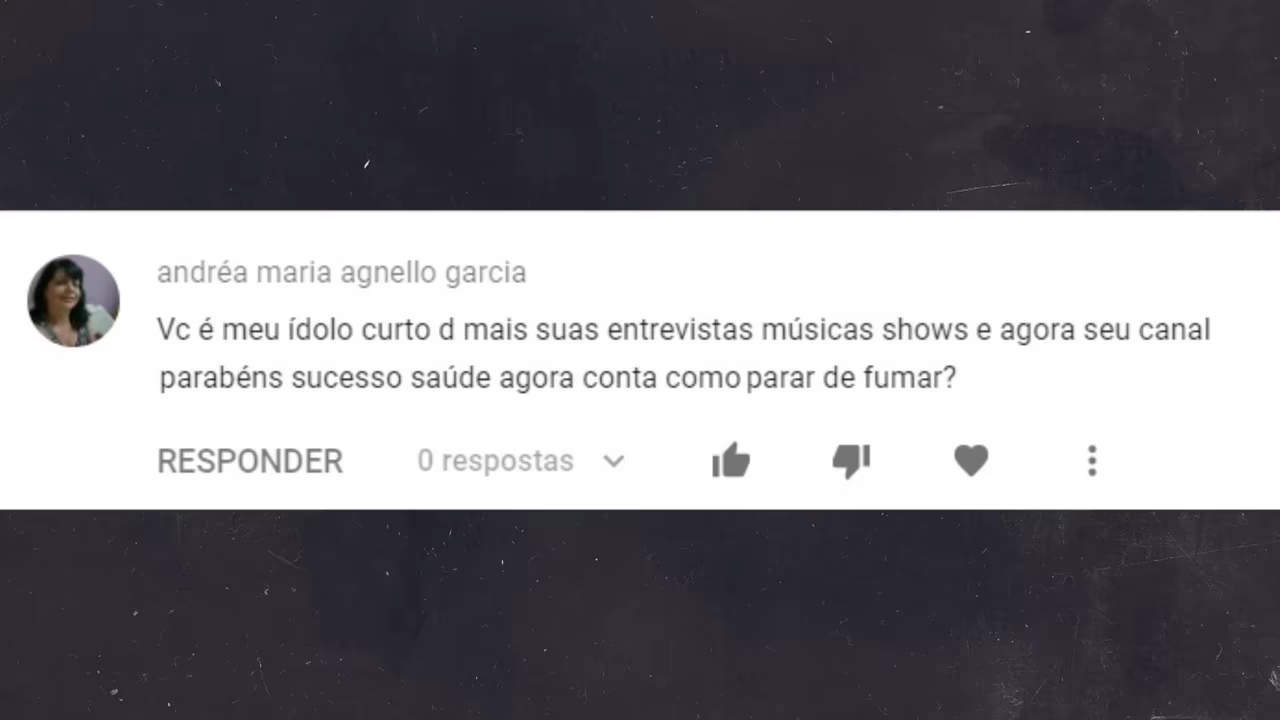 andréa maria agnello garcia
Vc é meu ídolo curto d mais suas entrevistas músicas shows e agora seu canal
parabéns sucesso saúde agora conta como parar de fumar?
RESPONDER 0 respostas